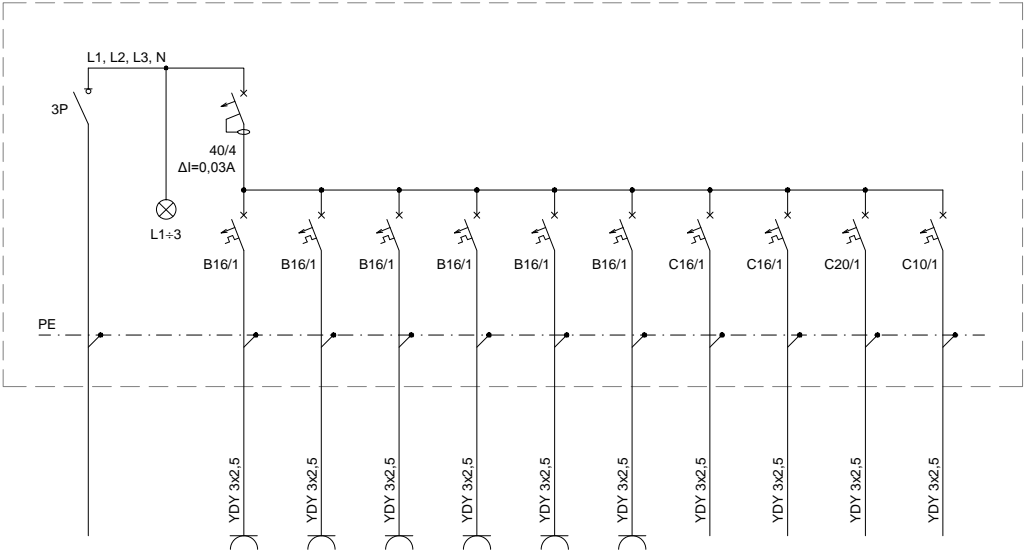 L1, L2, L3, N
3P
40/4
ΔI=0,03A
L1÷3
B16/1
B16/1
B16/1
B16/1
B16/1
B16/1
C16/1
C16/1
C20/1
C10/1
PE
YDY 3x2,5
YDY 3x2,5
YDY 3x2,5
YDY 3x2,5
YDY 3x2,5
YDY 3x2,5
YDY 3x2,5
YDY 3x2,5
YDY 3x2,5
YDY 3x2,5